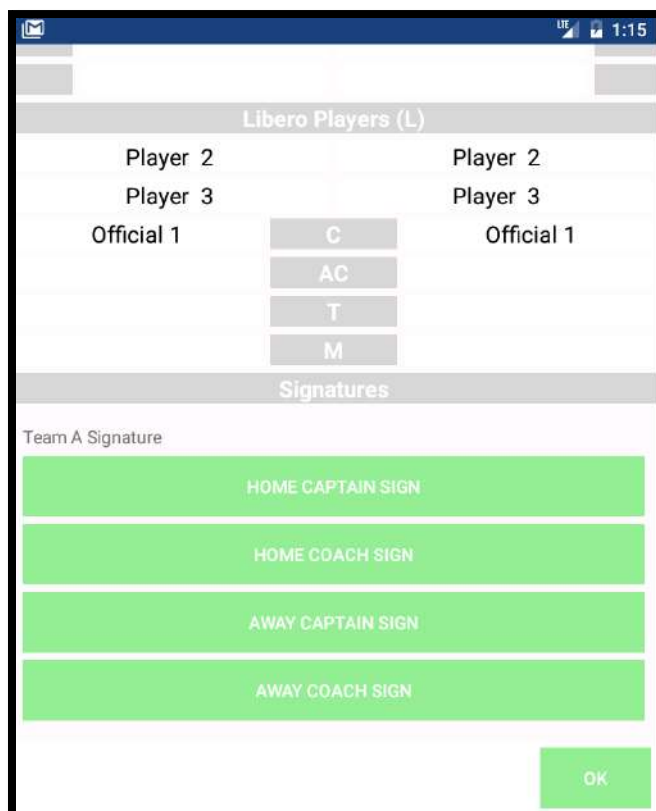 LTE 1:15
Libero Players (L)
Player 2 Player 2
Player 3 Player 3
Official 1 C Official 1
AC
T
M
Signatures
Team A Signature
HOME CAPTAIN SIGN
HOME COACH SIGN
AWAY CAPTAIN SIGN
AWAY COACH SIGN
OK